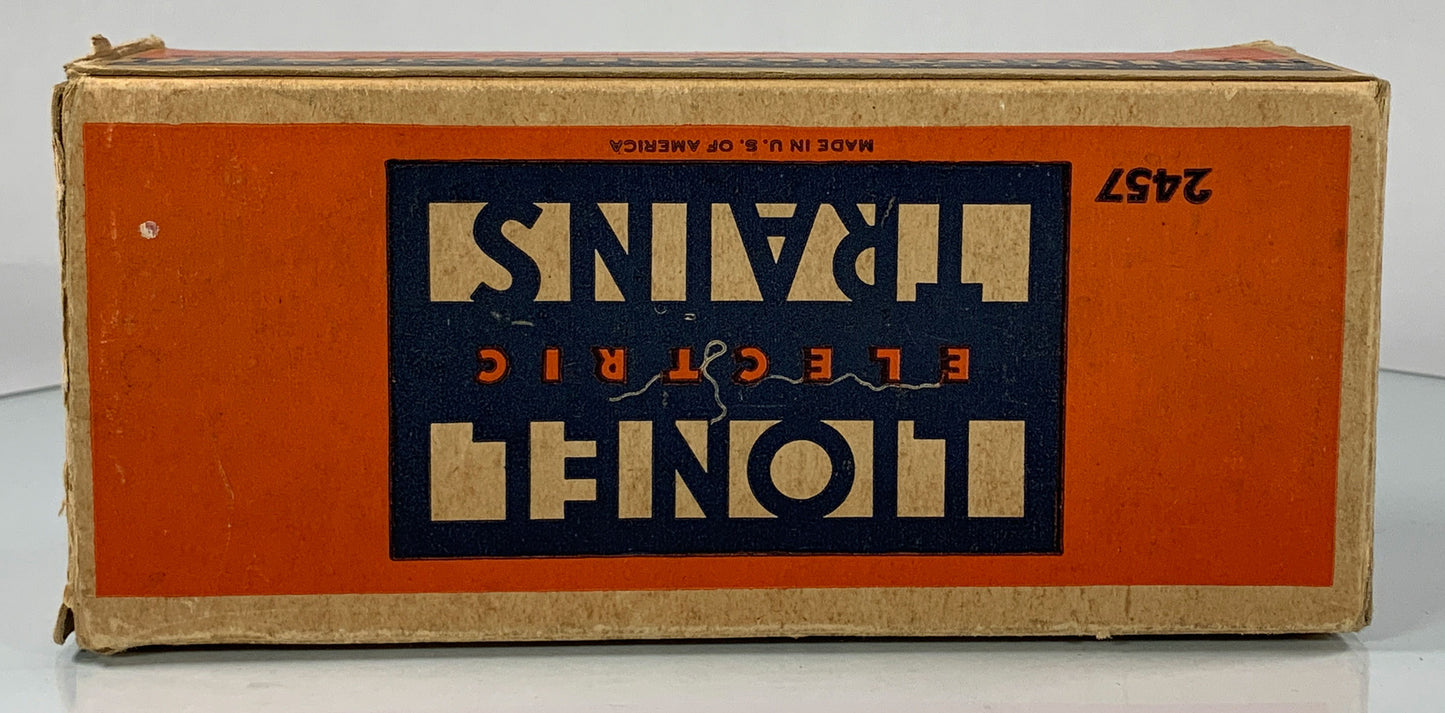 2457
LIONEL
ELECTRIC
TRAINS
MADE IN U. S. OF AMERICA